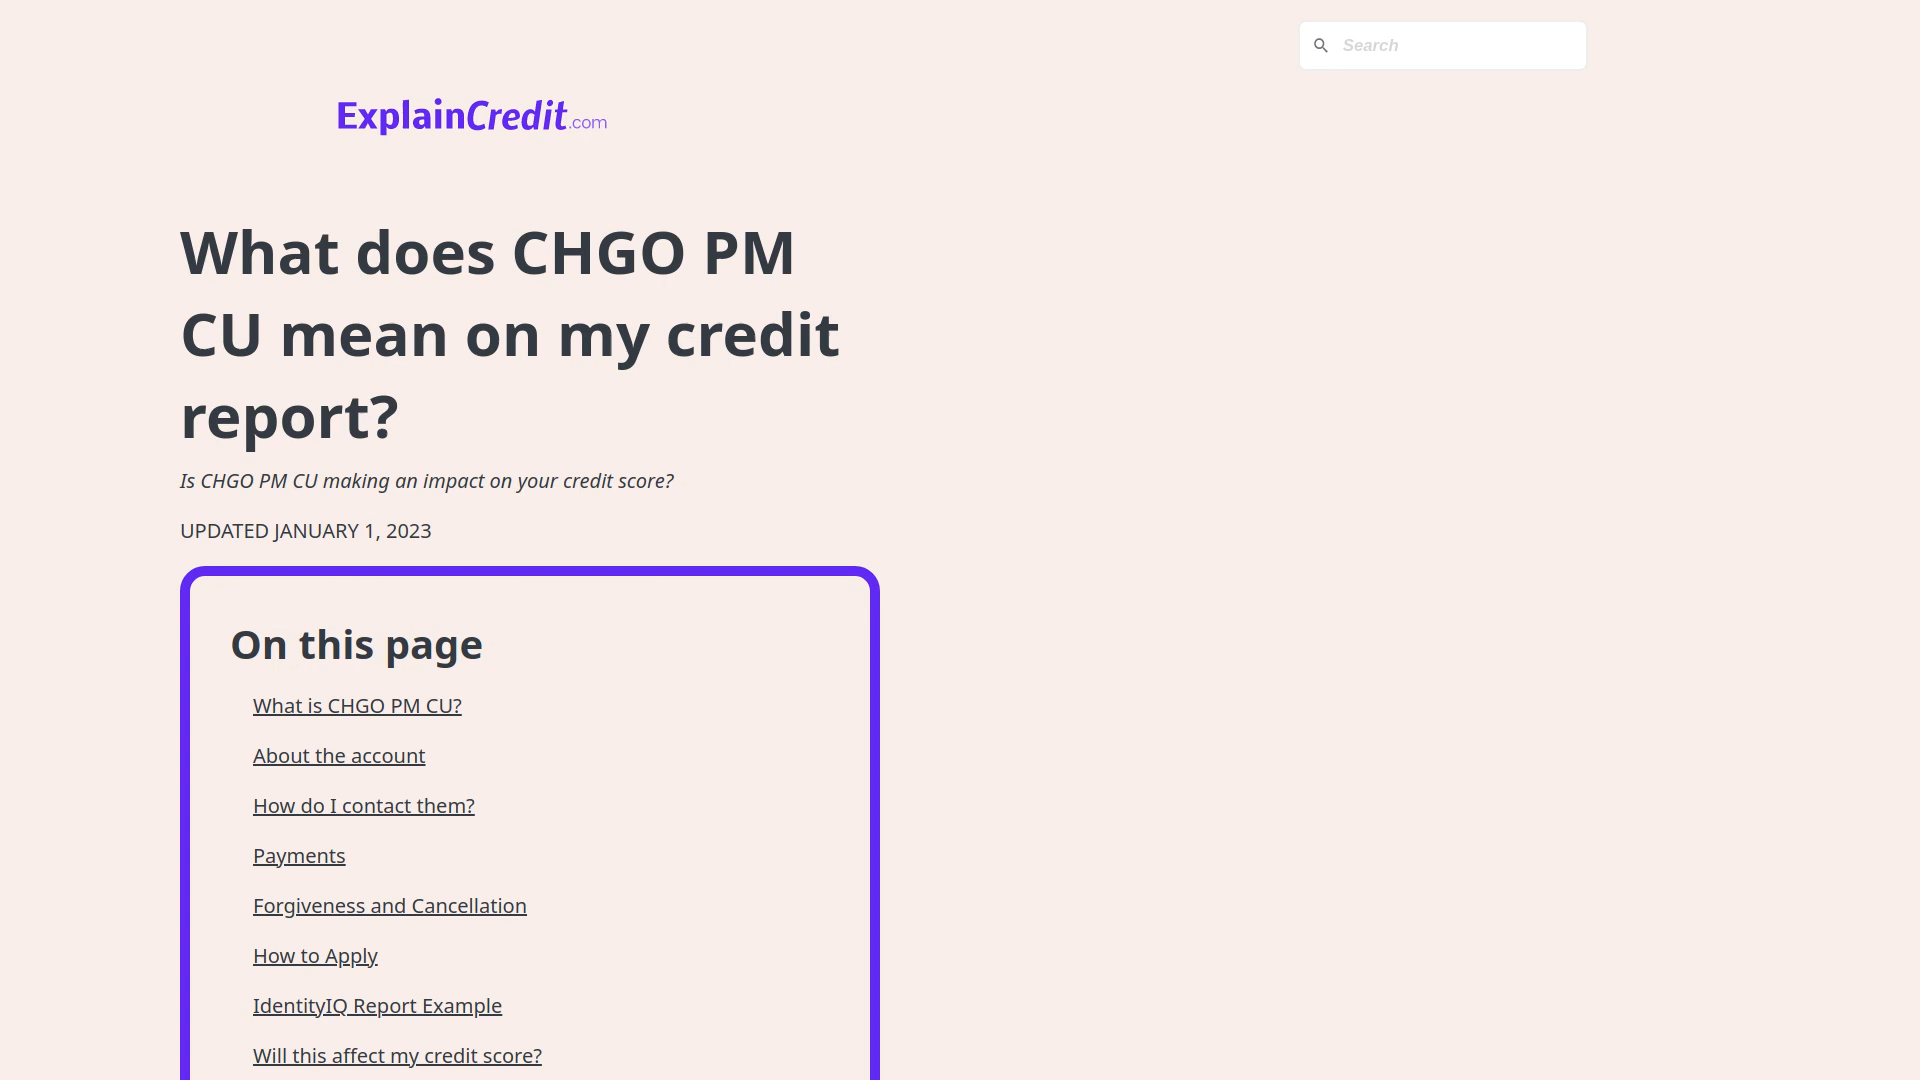 Search
ExplainCredit.com
What does CHGO PM
CU mean on my credit
report?
Is CHGO PM CU making an impact on your credit score?
UPDATED JANUARY 1, 2023
On this page
What is CHGO PM CU?
About the account
How do I contact them?
Payments
Forgiveness and Cancellation
How to Apply
IdentityIQ Report Example
Will this affect my credit score?